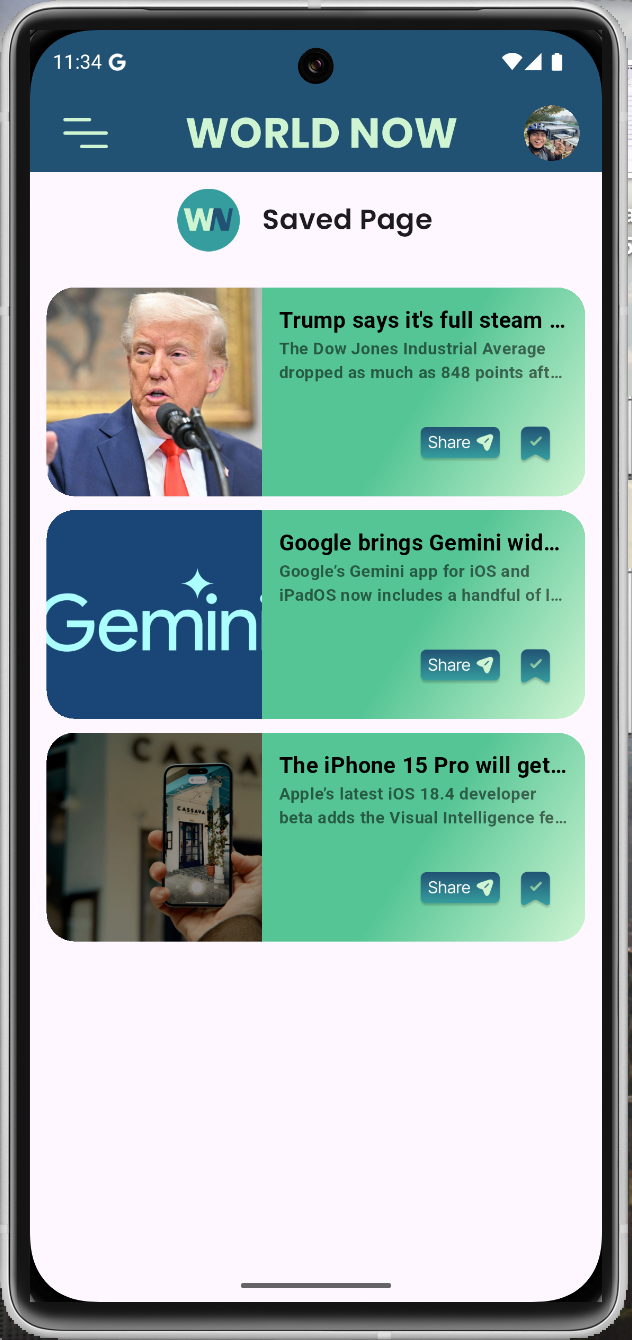 11:34 G
WORLD NOW
WN
Saved Page
Trump says it's full steam ...
The Dow Jones Industrial Average
dropped as much as 848 points aft...
Share
Gemini
Google brings Gemini wid...
Google's Gemini app for iOS and
iPadOS now includes a handful of l...
Share
CASSAVA
CASSAVA
The iPhone 15 Pro will get...
Apple's latest iOS 18.4 developer
beta adds the Visual Intelligence fe...
Share